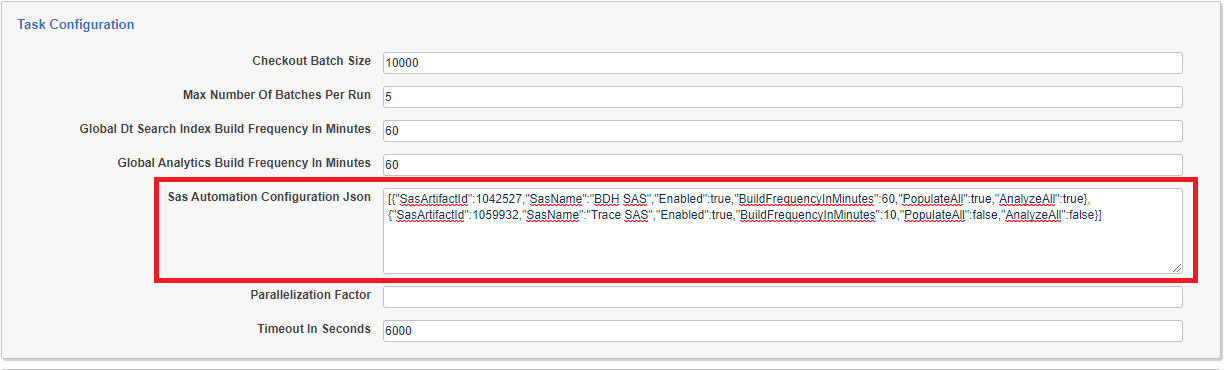 Task Configuration
Checkout Batch Size 10000
Max Number Of Batches Per Run 5
Global Dt Search Index Build Frequency In Minutes 60
Global Analytics Build Frequency In Minutes 60
Sas Automation Configuration Json [{"SasArtifactId":1042527,"SasName":"BDH SAS","Enabled":true,"BuildFrequencyInMinutes":60,"PopulateAll":true,"AnalyzeAll":true},
{"SasArtifactId":1059932,"SasName":"Trace SAS","Enabled":true,"BuildFrequencyInMinutes":10,"PopulateAll":false,"AnalyzeAll":false}]
Parallelization Factor
Timeout In Seconds 6000